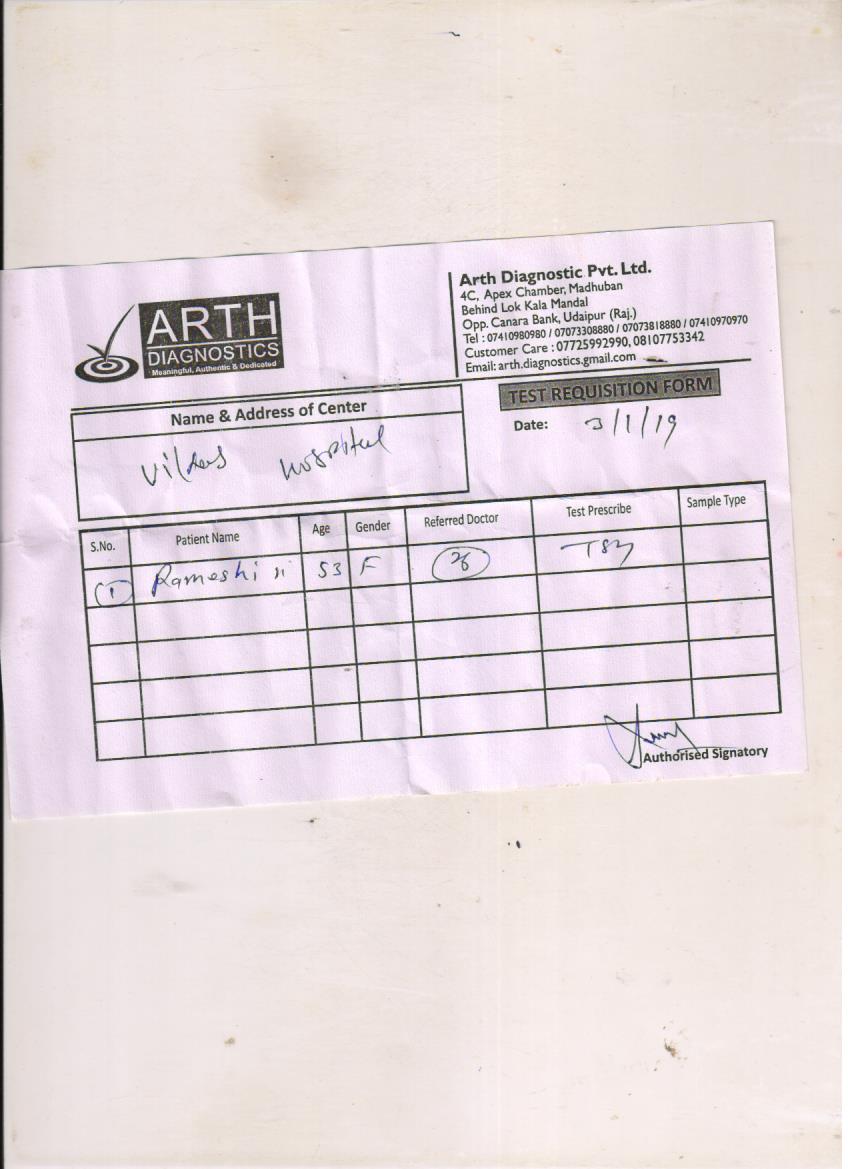 ARTH
DIAGNOSTICS
Meaningful, Authentic & Dedicated
Arth Diagnostic Pvt. Ltd.
4C, Apex Chamber, Madhuban
Behind Lok Kala Mandal
Opp. Canara Bank, Udaipur (Raj.)
Tel : 07410980980 / 07073308880 / 07073818880 / 07410970970
Customer Care : 07725992990, 08107753342
Email: arth.diagnostics.gmail.com
TEST REQUISITION FORM
Name & Address of Center
Date: 3/1/19
Hospital
S.No. Patient Name Age Gender Referred Doctor Test Prescribe Sample Type
1 Rameshi 53 F
Authorised Signatory